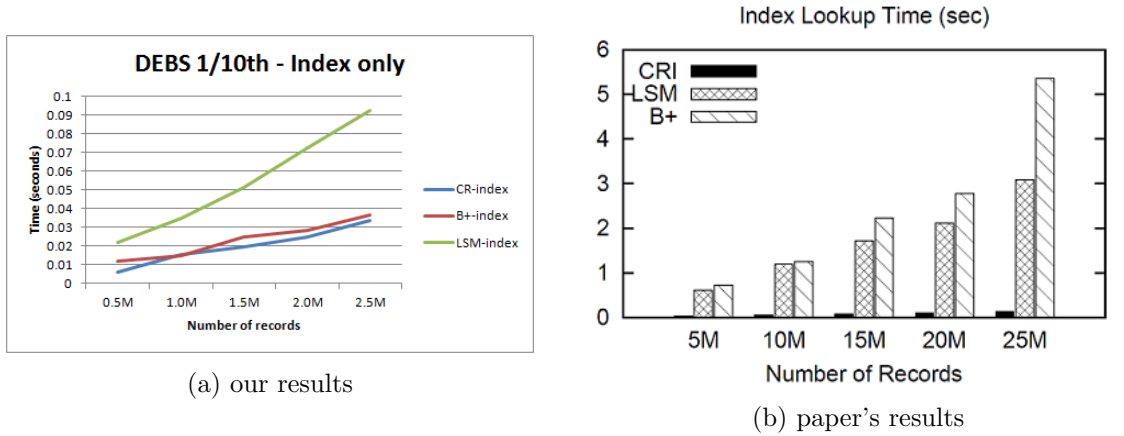 DEBS 1/10th - Index only
Time (seconds)
0.1
0.09
0.08
0.07
0.06
0.05
0.04
0.03
0.02
0.01
0
0.5M 1.0M 1.5M 2.0M 2.5M
Number of records
CR-index
B+-index
LSM-index
(a) our results
Index Lookup Time (sec)
6
5
4
3
2
1
0
CRI
LSM
B+
5M 10M 15M 20M 25M
Number of Records
(b) paper's results